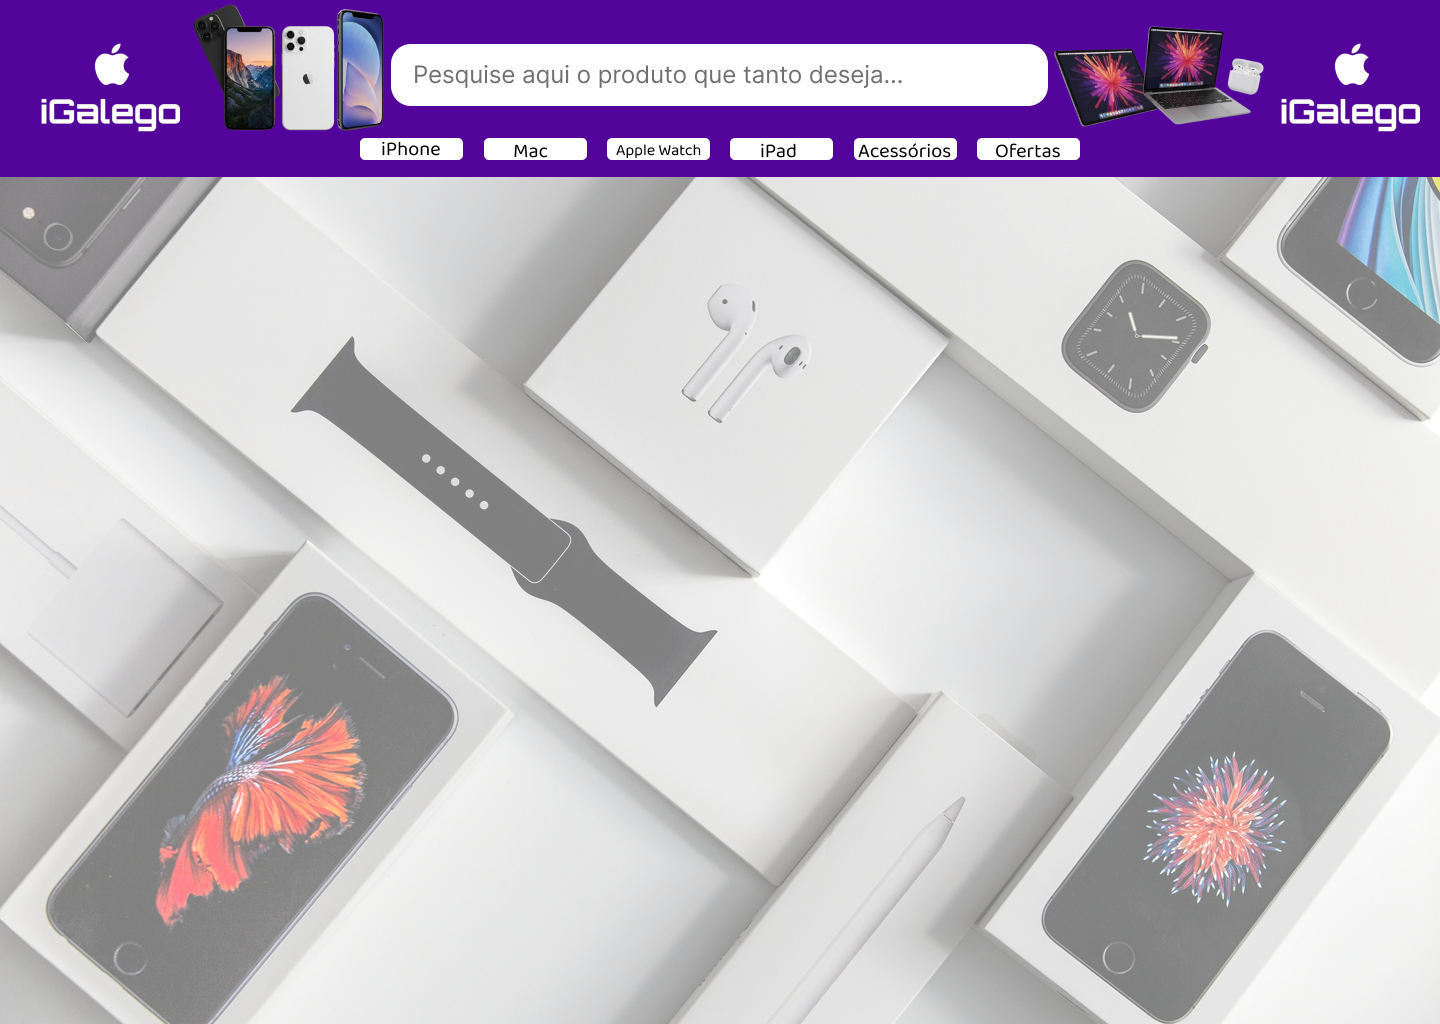 iGalego
Pesquise aqui o produto que tanto deseja...
iGalego
iPhone
Mac
Apple Watch
iPad
Acessórios
Ofertas